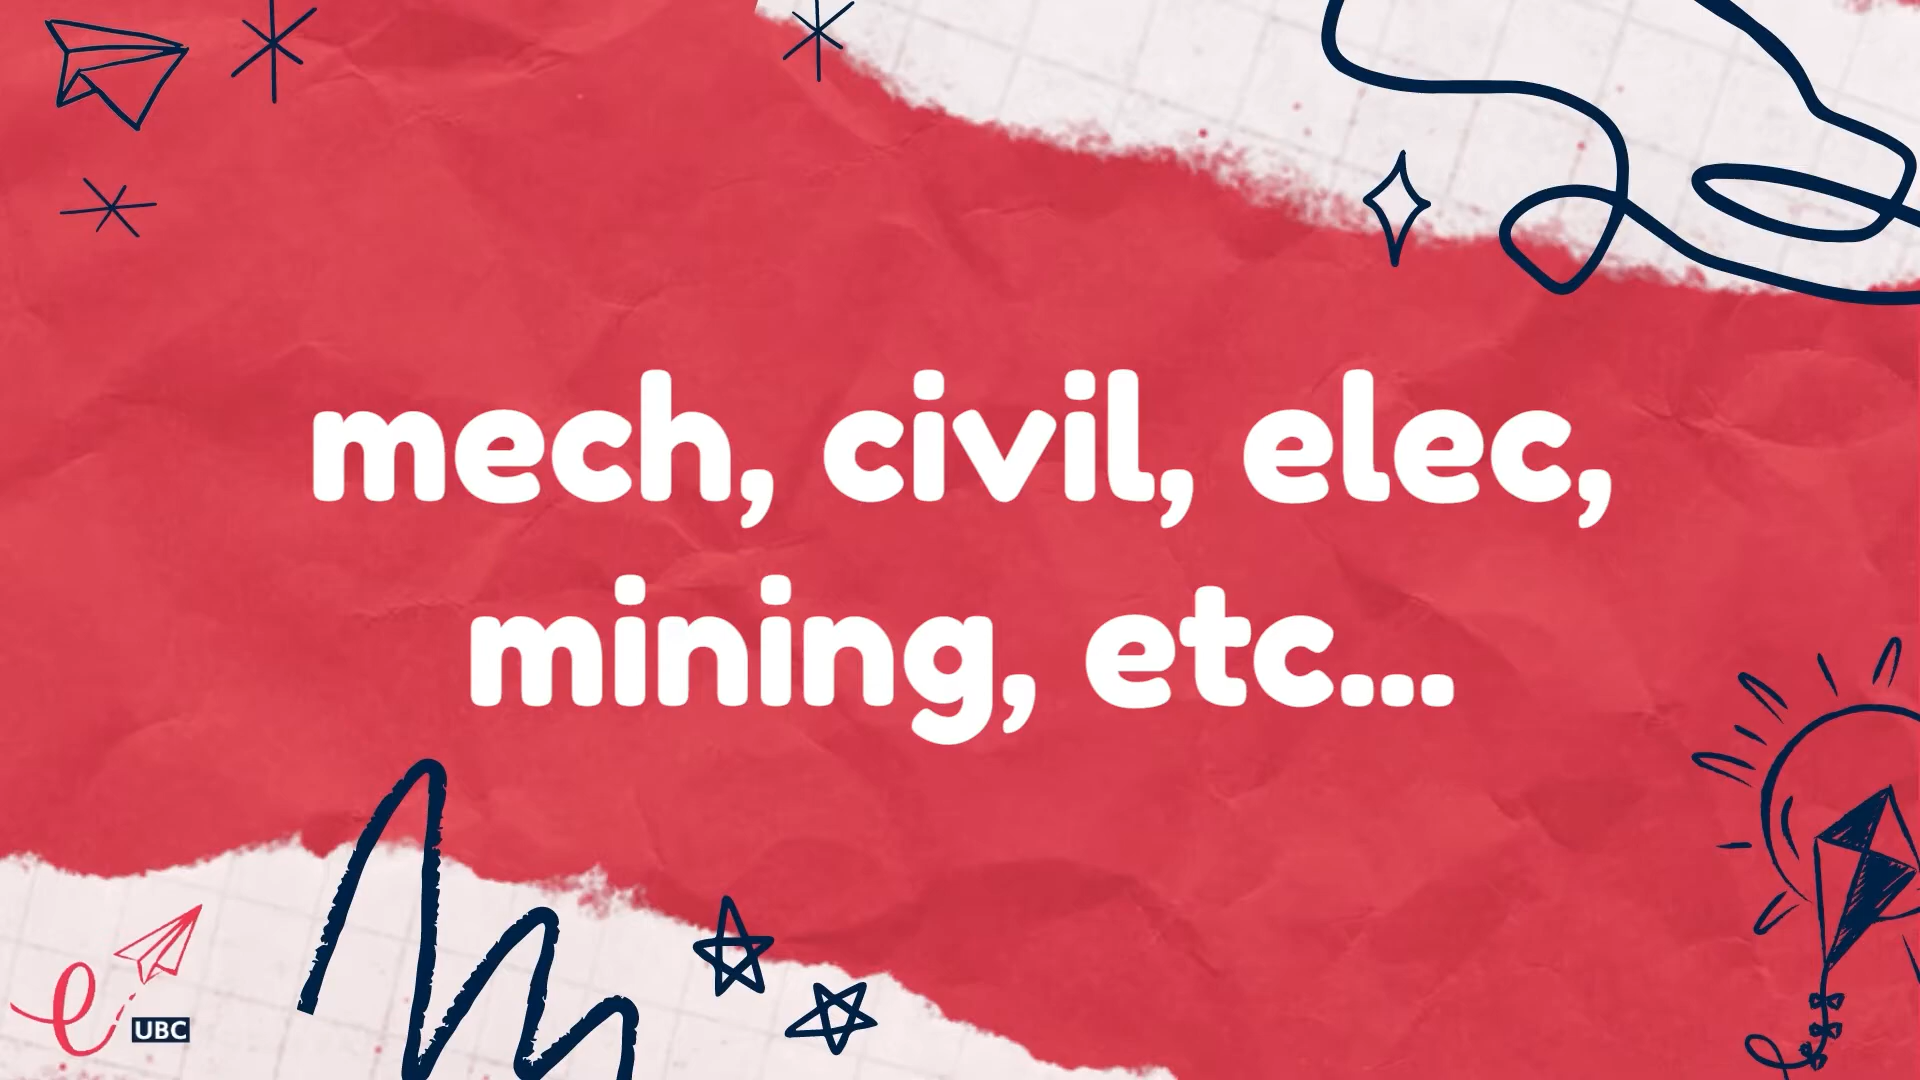 mech, civil, elec,
mining, etc...
e
UBC